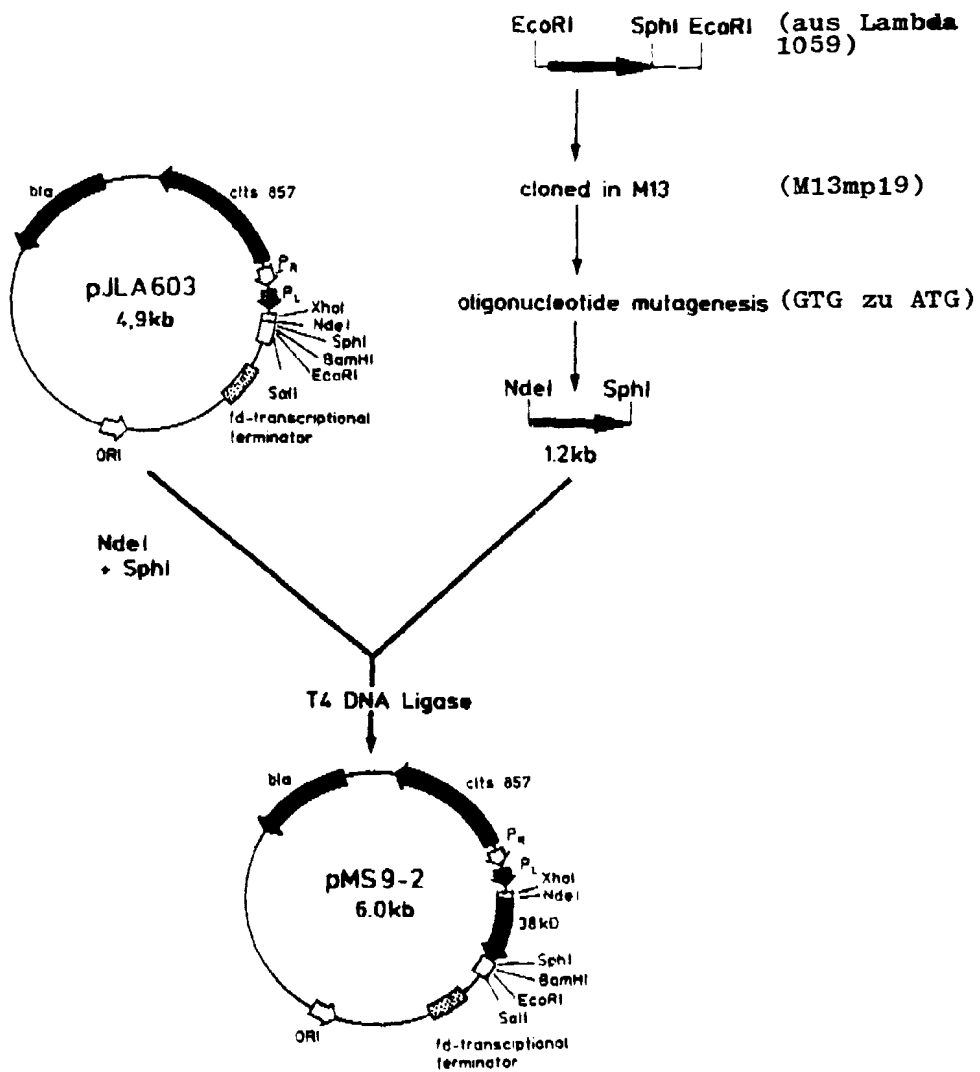 EcoRI SphI EcoRI (aus Lambda
1059)
cloned in M13 (M13mp19)
oligonucleotide mutagenesis (GTG zu ATG)
NdeI SphI
1.2kb
bla
cIts 857
PR
PL
XhoI
NdeI
SphI
BamHI
EcoRI
SalI
pJLA603
4,9kb
fd-transcriptional
terminator
ORI
NdeI
+ SphI
T4 DNA Ligase
bla
cIts 857
PR
PL
XhoI
NdeI
38kD
SphI
BamHI
EcoRI
SalI
pMS9-2
6.0kb
ORI
fd-transciptional
terminator